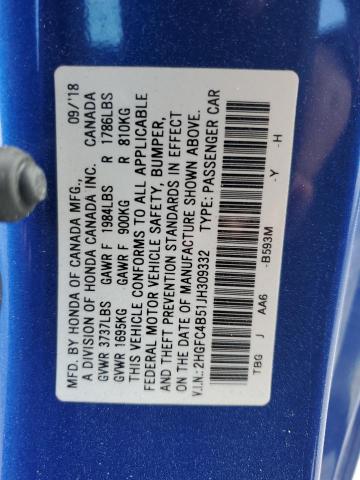 MFD. BY HONDA OF CANADA MFG., 09/'18
A DIVISION OF HONDA CANADA INC. CANADA
GVWR 3737LBS GAWR F 1984LBS R 1786LBS
GVWR 1695KG GAWR F 900KG R 810KG
THIS VEHICLE CONFORMS TO ALL APPLICABLE
FEDERAL MOTOR VEHICLE SAFETY, BUMPER,
AND THEFT PREVENTION STANDARDS IN EFFECT
ON THE DATE OF MANUFACTURE SHOWN ABOVE.
V.I.N.: 2HGFC4B51JH309332 TYPE: PASSENGER CAR
-B593M -Y -H
TBG J AA6